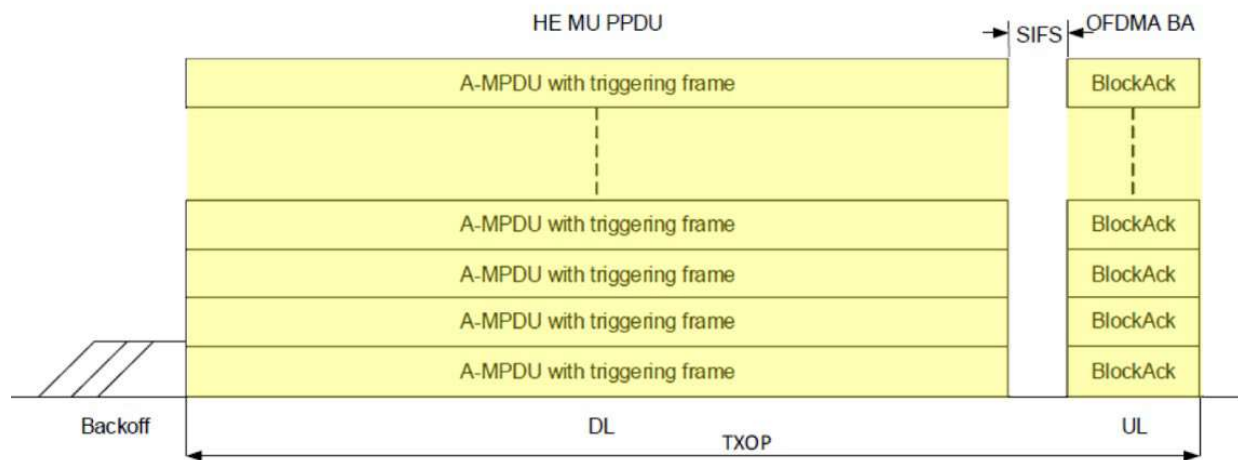 HE MU PPDU
SIFS
OFDMA BA
A-MPDU with triggering frame
BlockAck
A-MPDU with triggering frame
BlockAck
A-MPDU with triggering frame
BlockAck
A-MPDU with triggering frame
BlockAck
A-MPDU with triggering frame
BlockAck
Backoff
DL
UL
TXOP